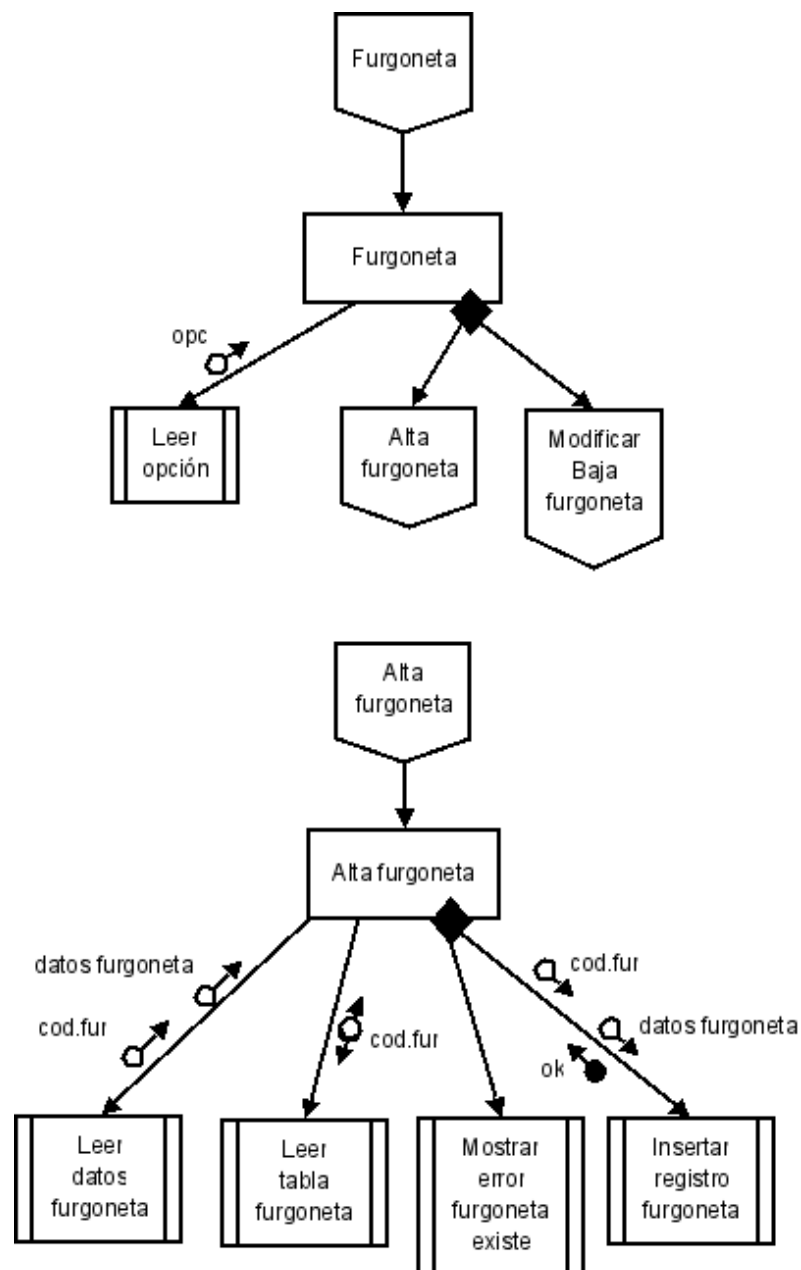 Furgoneta
Furgoneta
opc
Leer
opción
Alta
furgoneta
Modificar
Baja
furgoneta
Alta
furgoneta
Alta furgoneta
datos furgoneta
cod.fur
cod.fur
cod.fur
datos furgoneta
ok
Leer
datos
furgoneta
Leer
tabla
furgoneta
Mostrar
error
furgoneta
existe
Insertar
registro
furgoneta